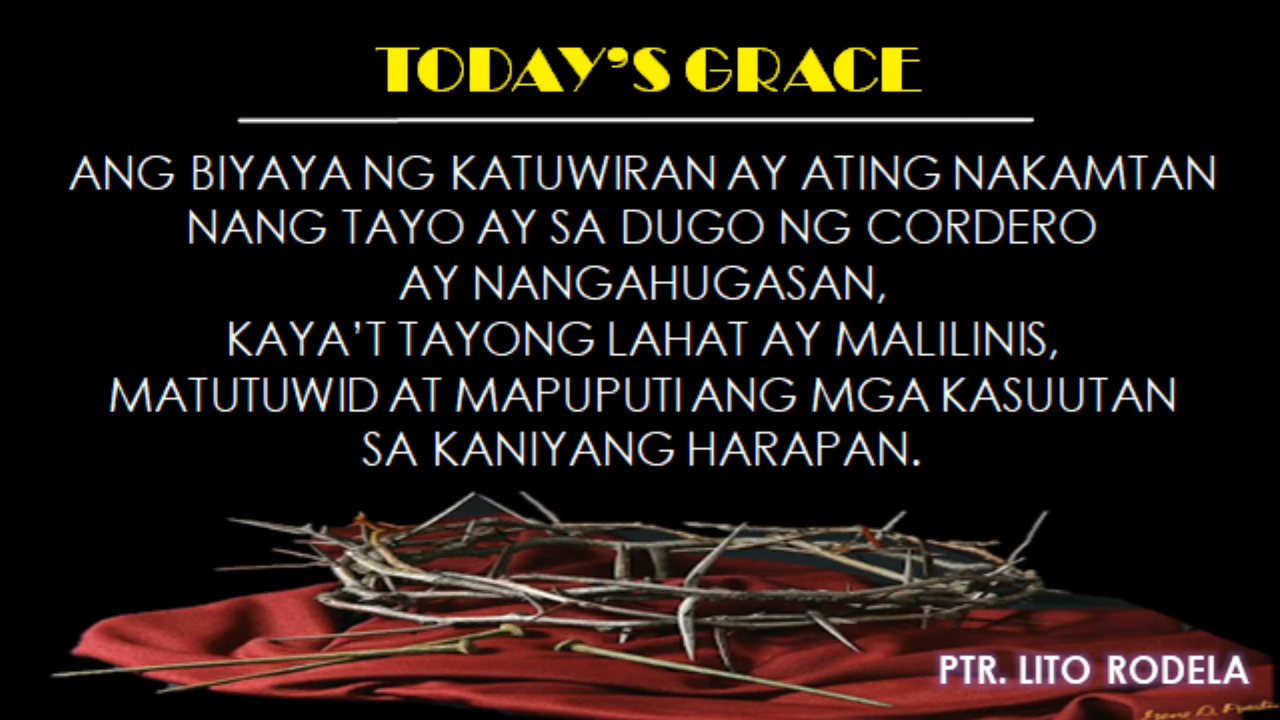 TODAY'S GRACE
ANG BIYAYA NG KATUWIRAN AY ATING NAKAMTAN
NANG TAYO AY SA DUGO NG CORDERO
AY NANGAHUGASAN,
KAYA'T TAYONG LAHAT AY MALILINIS,
MATUTUWID AT MAPUPUTI ANG MGA KASUUTAN
SA KANIYANG HARAPAN.
PTR. LITO RODELA